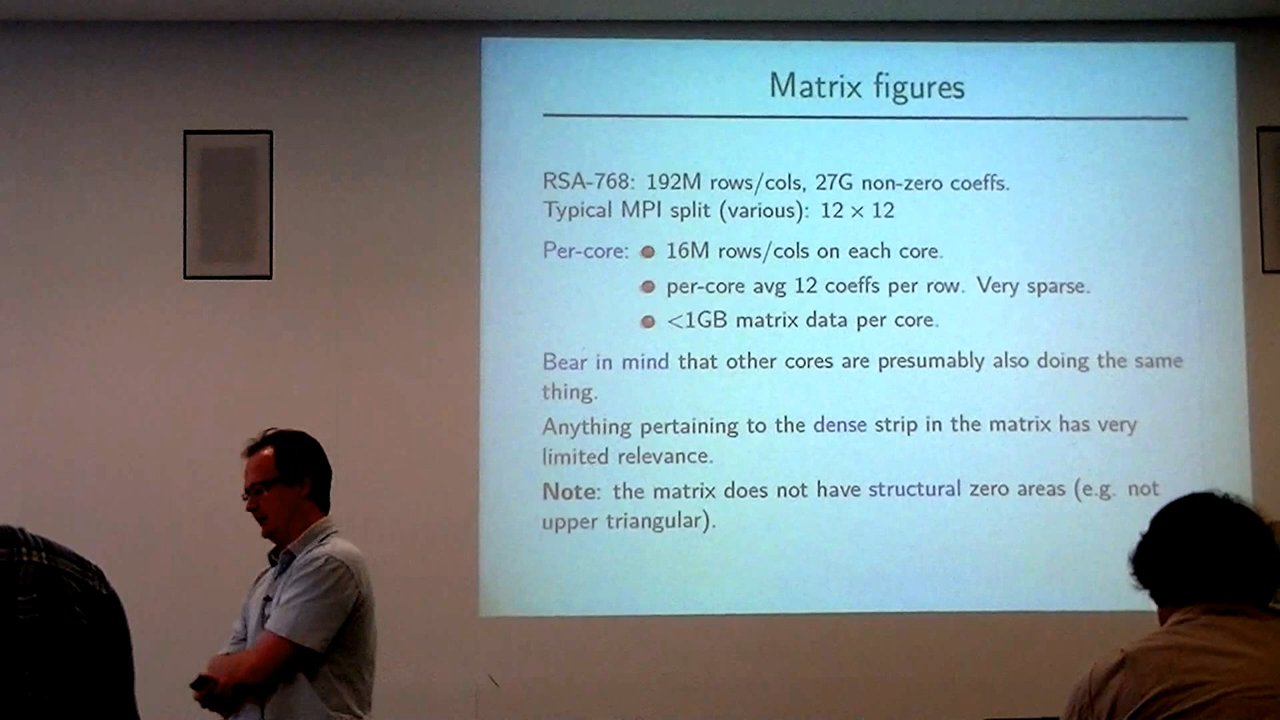 Matrix figures
RSA-768: 192M rows/cols, 27G non-zero coeffs.
Typical MPI split (various): 12 × 12
Per-core: ● 16M rows/cols on each core.
● per-core avg 12 coeffs per row. Very sparse.
● <1GB matrix data per core.
Bear in mind that other cores are presumably also doing the same
thing.
Anything pertaining to the dense strip in the matrix has very
limited relevance.
Note: the matrix does not have structural zero areas (e.g. not
upper triangular).